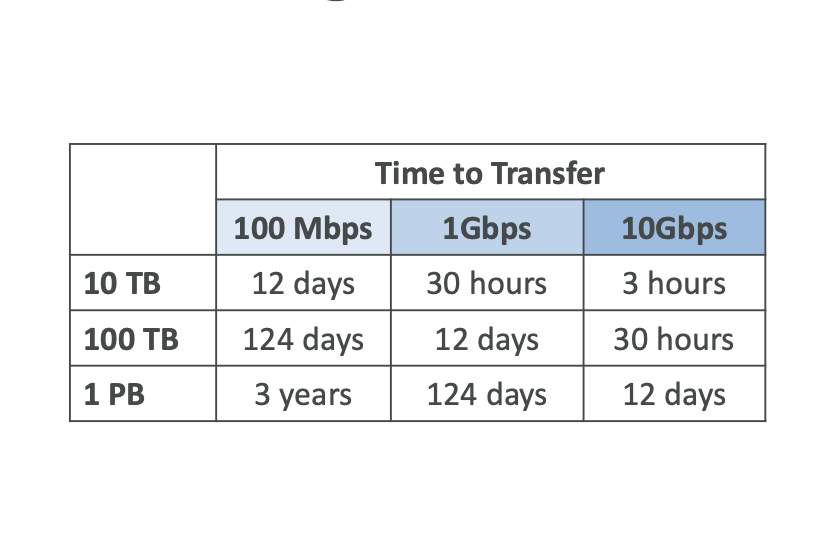 Time to Transfer
100 Mbps 1Gbps 10Gbps
10 TB 12 days 30 hours 3 hours
100 TB 124 days 12 days 30 hours
1 PB 3 years 124 days 12 days